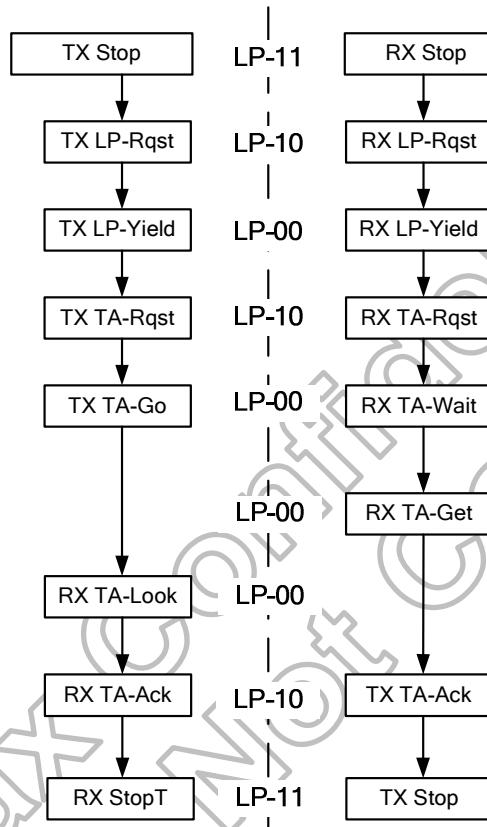 TX Stop LP-11 RX Stop
TX LP-Rqst LP-10 RX LP-Rqst
TX LP-Yield LP-00 RX LP-Yield
TX TA-Rqst LP-10 RX TA-Rqst
TX TA-Go LP-00 RX TA-Wait
LP-00 RX TA-Get
RX TA-Look LP-00
RX TA-Ack LP-10 TX TA-Ack
RX StopT LP-11 TX Stop
Not